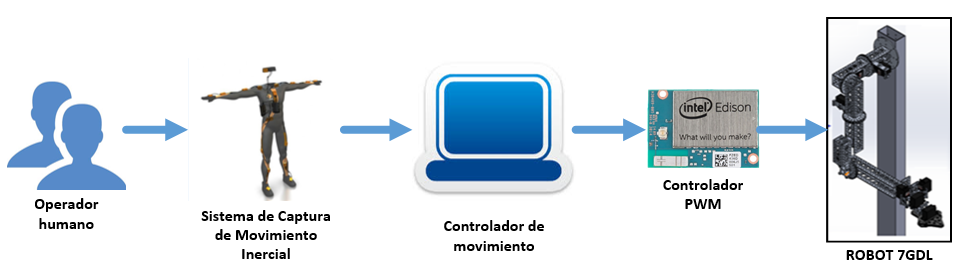 Operador
humano
Sistema de Captura
de Movimiento
Inercial
Controlador de
movimiento
intel Edison
What will you make?
Controlador
PWM
ROBOT 7GDL